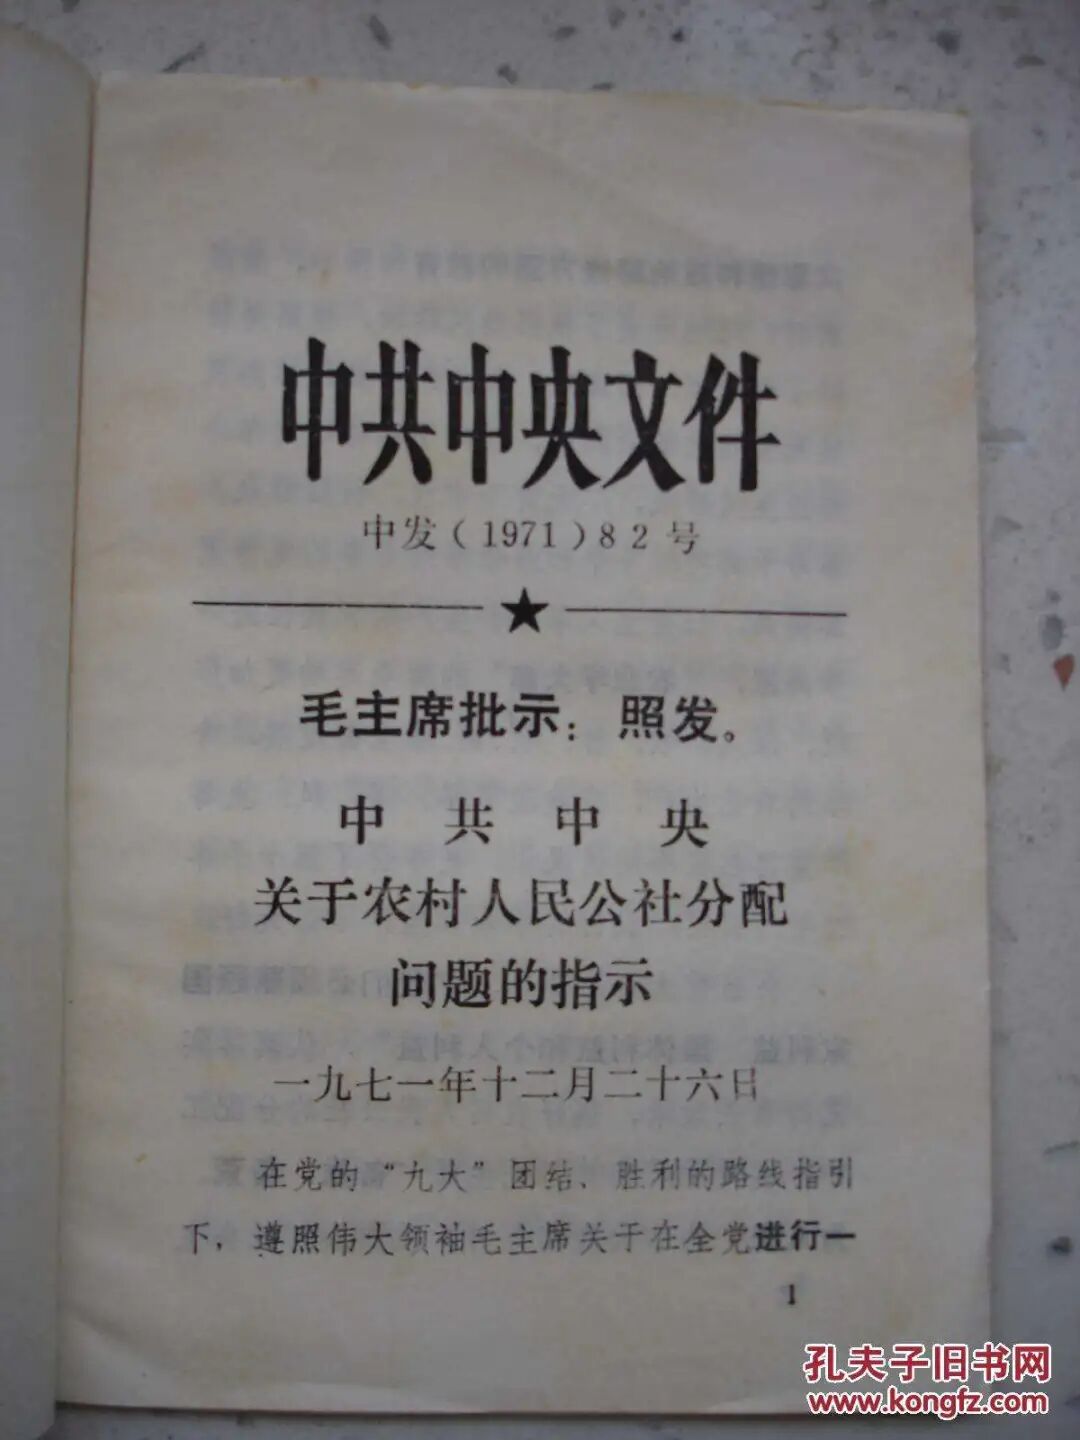 中共中央文件
中发(1971)82号
毛主席批示：照发。
中共中央
关于农村人民公社分配
问题的指示
一九七一年十二月二十六日
在党的“九大”团结、胜利的路线指引
下，遵照伟大领袖毛主席关于在全党进行一
1
孔夫子旧书网
www.kongfz.com